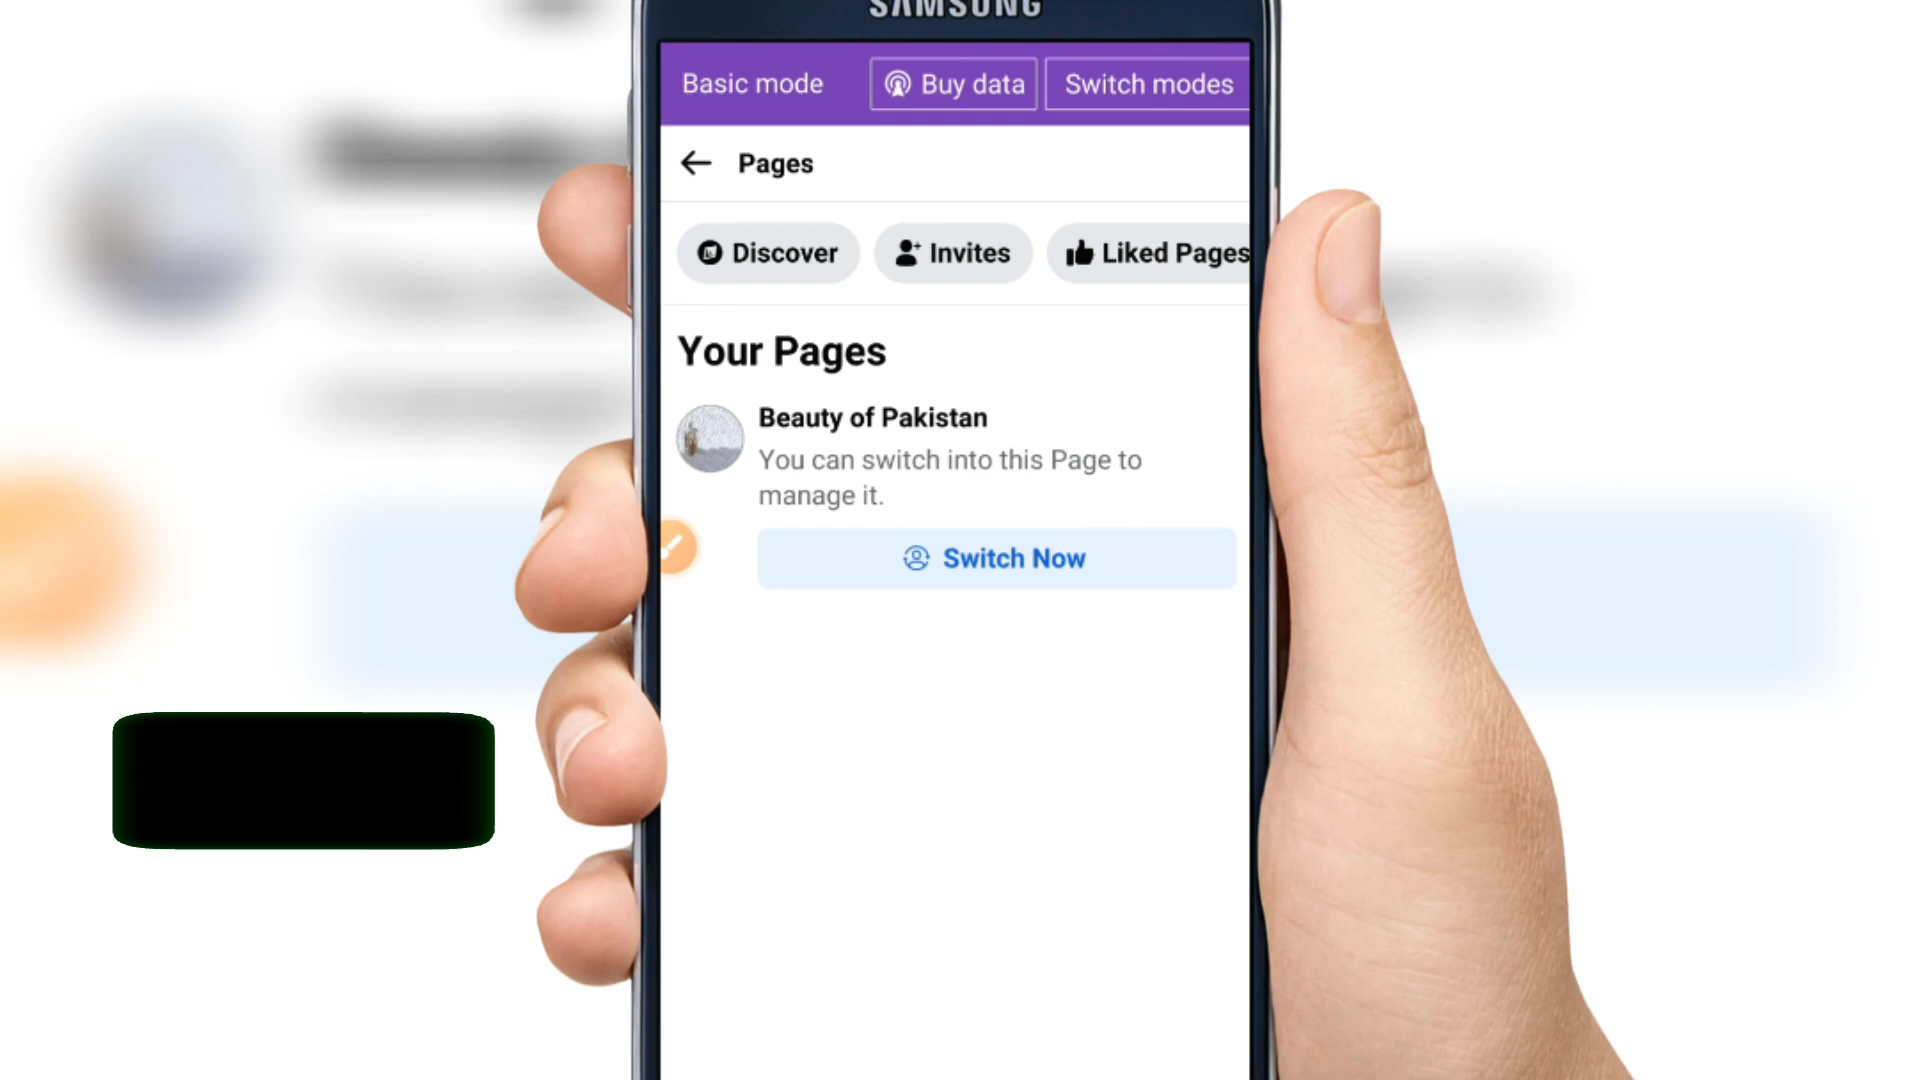 SAMSUNG
Basic mode
Buy data
Switch modes
Pages
Discover
Invites
Liked Pages
Your Pages
Beauty of Pakistan
You can switch into this Page to
manage it.
Switch Now